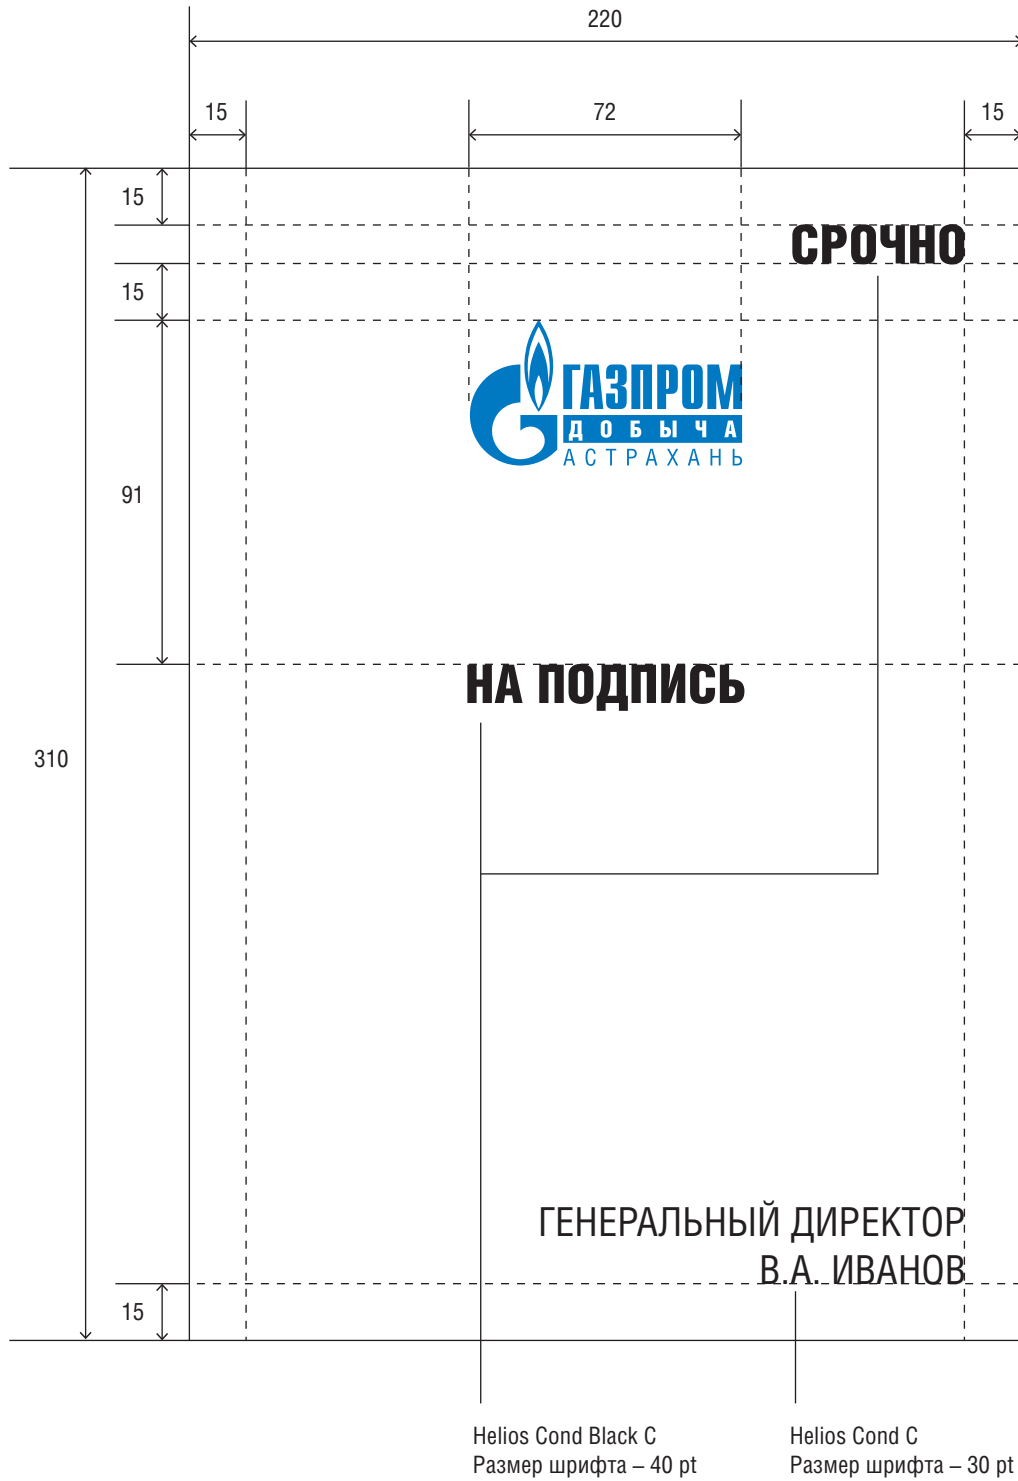 220
15
72
15
15
СРОЧНО
15
ГАЗПРОМ
ДОБЫЧА
АСТРАХАНЬ
91
НА ПОДПИСЬ
310
ГЕНЕРАЛЬНЫЙ ДИРЕКТОР
В.А. ИВАНОВ
15
Helios Cond Black C
Размер шрифта – 40 pt
Helios Cond C
Размер шрифта – 30 pt